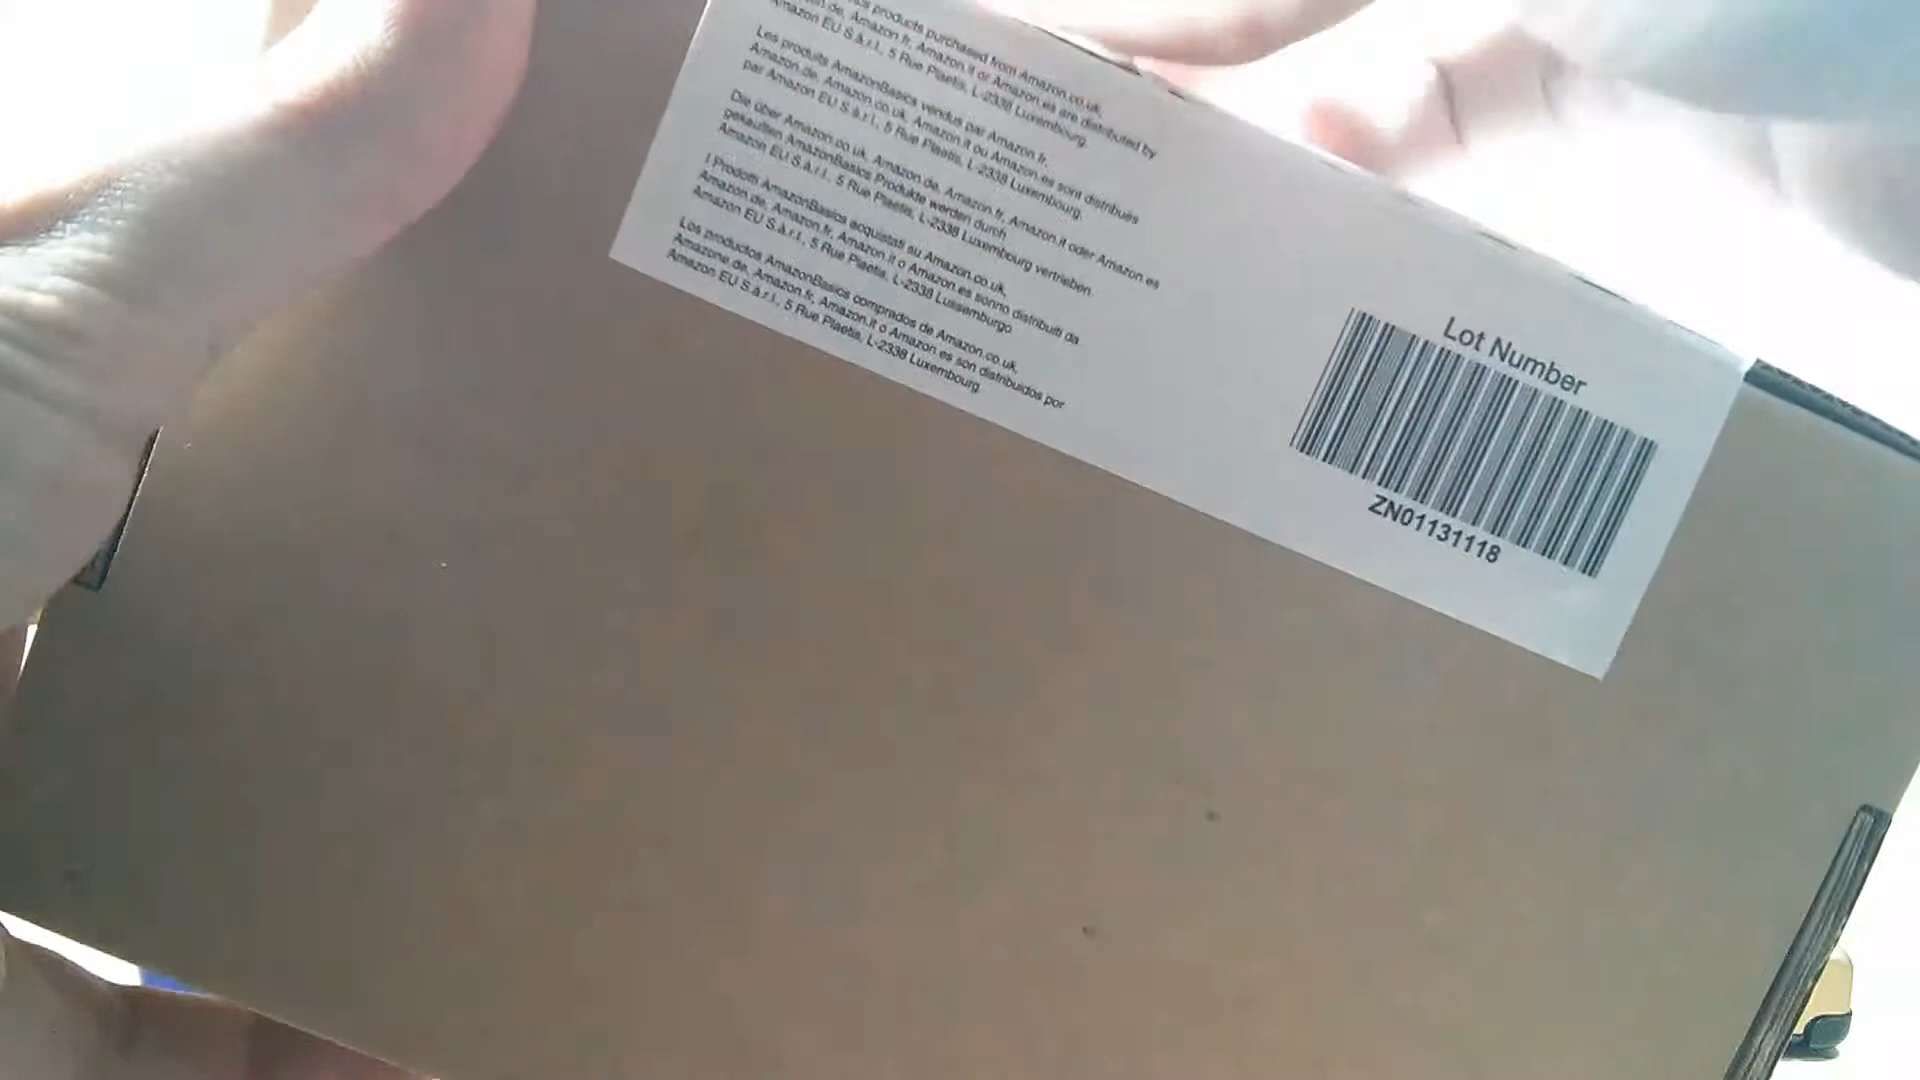 products purchased from Amazon.co.uk,
Amazon.fr, Amazon.it or Amazon.es are distributed by
Amazon EU S.à.r.l., 5 Rue Plaetis, L-2338 Luxembourg.
Les produits AmazonBasics vendus par Amazon.fr,
Amazon.de, Amazon.co.uk, Amazon.it ou Amazon.es sont distribués
par Amazon EU S.à.r.l., 5 Rue Plaetis, L-2338 Luxembourg.
Die über Amazon.co.uk, Amazon.de, Amazon.fr, Amazon.it oder Amazon.es
gekauften AmazonBasics Produkte werden durch
Amazon EU S.à.r.l., 5 Rue Plaetis, L-2338 Luxembourg vertrieben.
I Prodotti AmazonBasics acquistati su Amazon.co.uk,
Amazon.de, Amazon.fr, Amazon.it o Amazon.es sonno distribuiti da
Amazon EU S.à.r.l., 5 Rue Plaetis, L-2338 Lussemburgo
Los productos AmazonBasics comprados de Amazon.co.uk,
Amazone.de, Amazon.fr, Amazon.it o Amazon.es son distribuidos por
Amazon EU S.à.r.l., 5 Rue Plaetis, L-2338 Luxembourg
Lot Number
ZN01131118